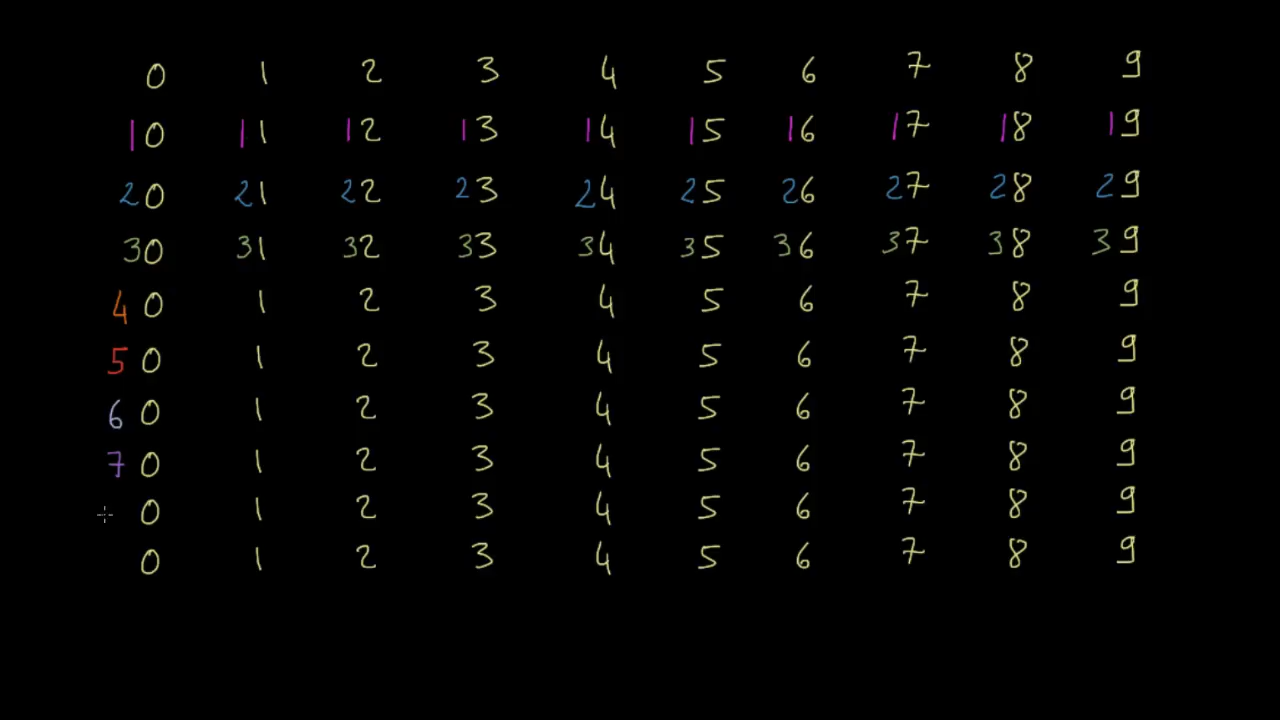 0 1 2 3 4 5 6 7 8 9
10 11 12 13 14 15 16 17 18 19
20 21 22 23 24 25 26 27 28 29
30 31 32 33 34 35 36 37 38 39
40 1 2 3 4 5 6 7 8 9
50 1 2 3 4 5 6 7 8 9
60 1 2 3 4 5 6 7 8 9
70 1 2 3 4 5 6 7 8 9
0 1 2 3 4 5 6 7 8 9
0 1 2 3 4 5 6 7 8 9